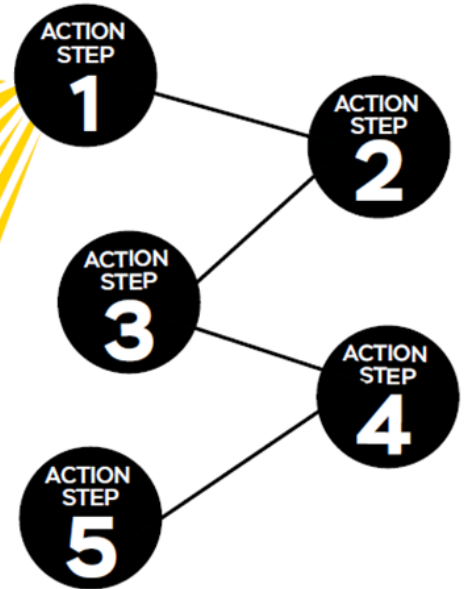 ACTION
STEP
1
ACTION
STEP
2
ACTION
STEP
3
ACTION
STEP
4
ACTION
STEP
5